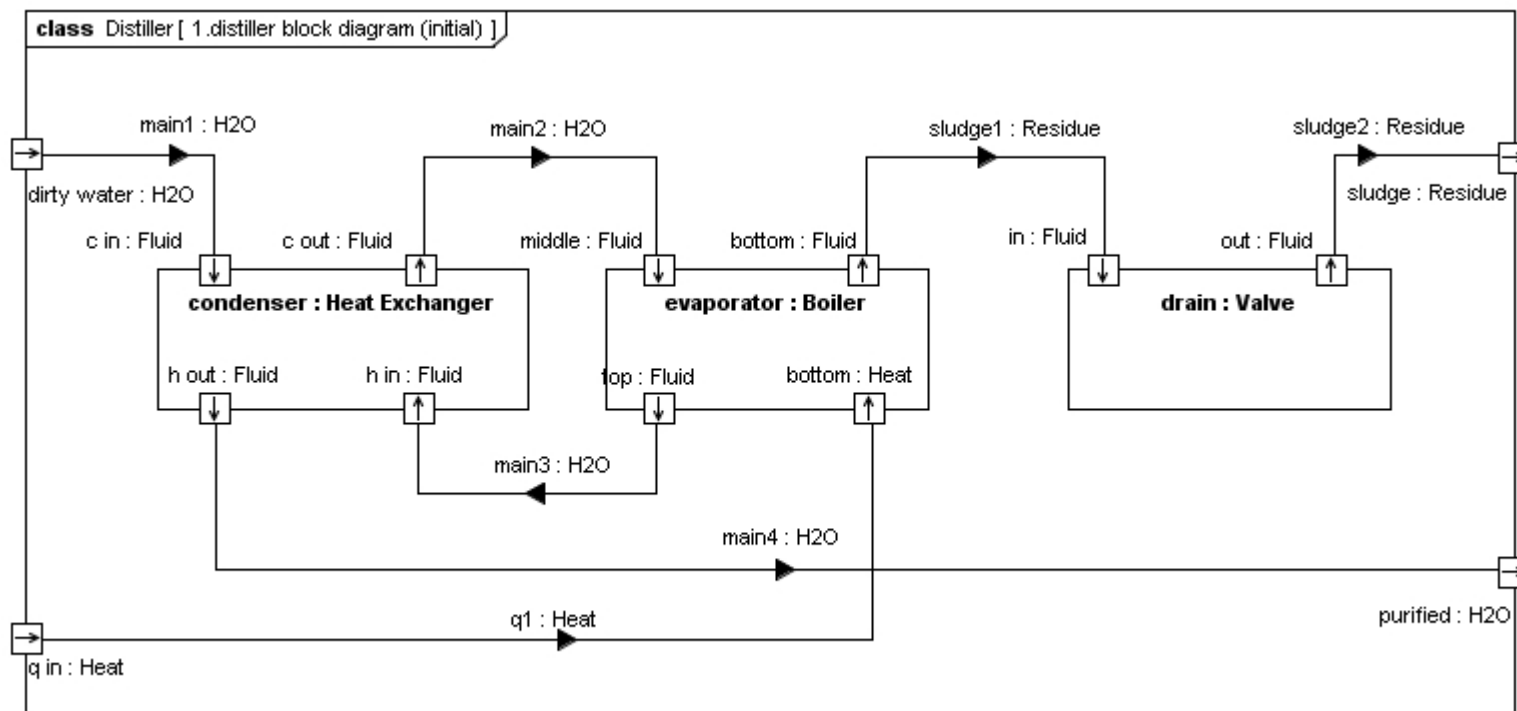 class Distiller [ 1.distiller block diagram (initial) ]
main1 : H2O
main2 : H2O
sludge1 : Residue
sludge2 : Residue
dirty water : H2O
sludge : Residue
c in : Fluid
c out : Fluid
middle : Fluid
bottom : Fluid
in : Fluid
out : Fluid
condenser : Heat Exchanger
evaporator : Boiler
drain : Valve
h out : Fluid
h in : Fluid
top : Fluid
bottom : Heat
main3 : H2O
main4 : H2O
q1 : Heat
purified : H2O
q in : Heat